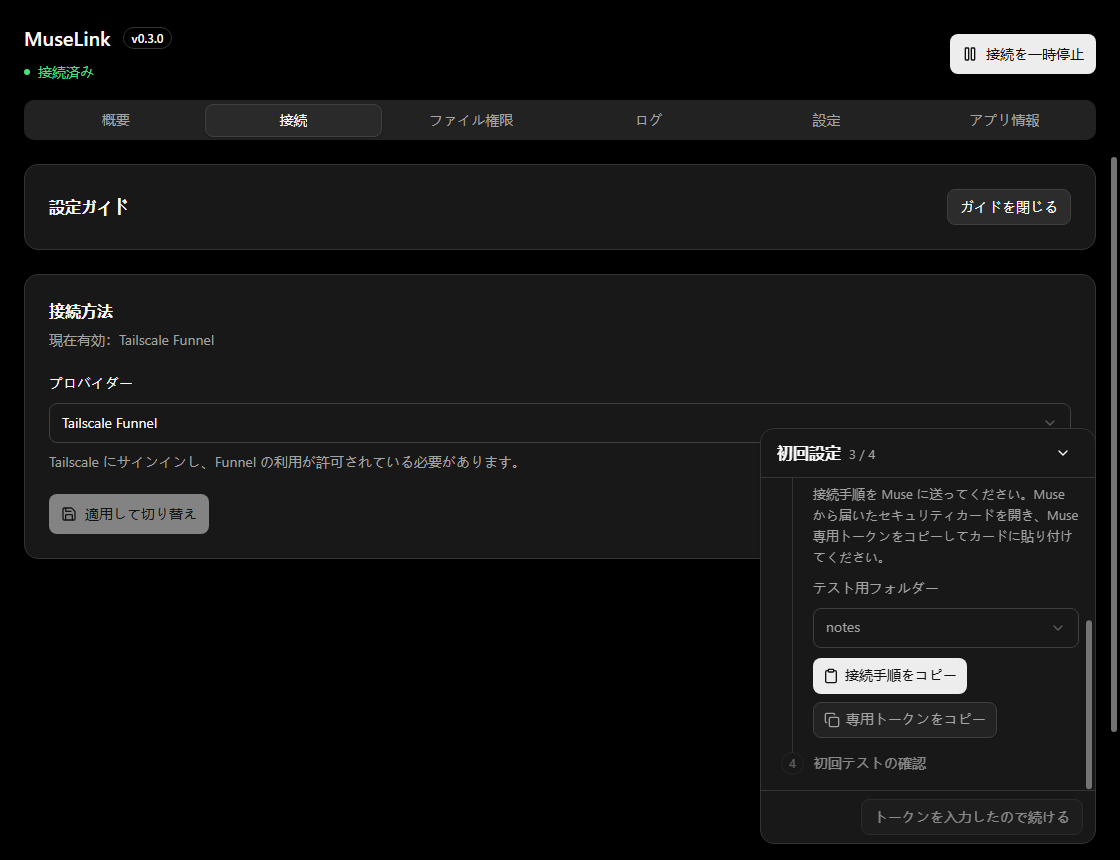 MuseLink v0.3.0
接続済み
接続を一時停止
概要 接続 ファイル権限 ログ 設定 アプリ情報
設定ガイド
ガイドを閉じる
接続方法
現在有効: Tailscale Funnel
プロバイダー
Tailscale Funnel
Tailscale にサインインし、Funnel の利用が許可されている必要があります。
適用して切り替え
初回設定 3 / 4
接続手順を Muse に送ってください。Muse
から届いたセキュリティカードを開き、Muse
専用トークンをコピーしてカードに貼り付け
てください。
テスト用フォルダー
notes
接続手順をコピー
専用トークンをコピー
4 初回テストの確認
トークンを入力したので続ける